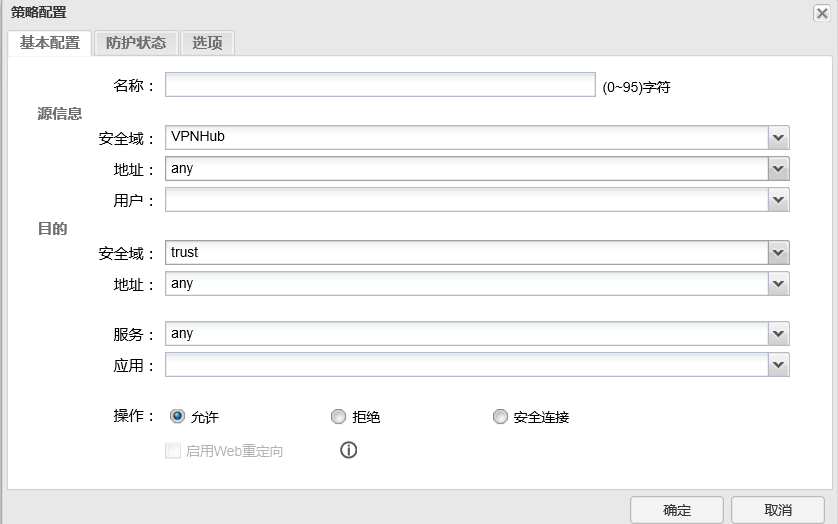 策略配置
基本配置 防护状态 选项
名称： (0~95)字符
源信息
安全域： VPNHub
地址： any
用户：
目的
安全域： trust
地址： any
服务： any
应用：
操作： 允许 拒绝 安全连接
启用Web重定向
确定 取消